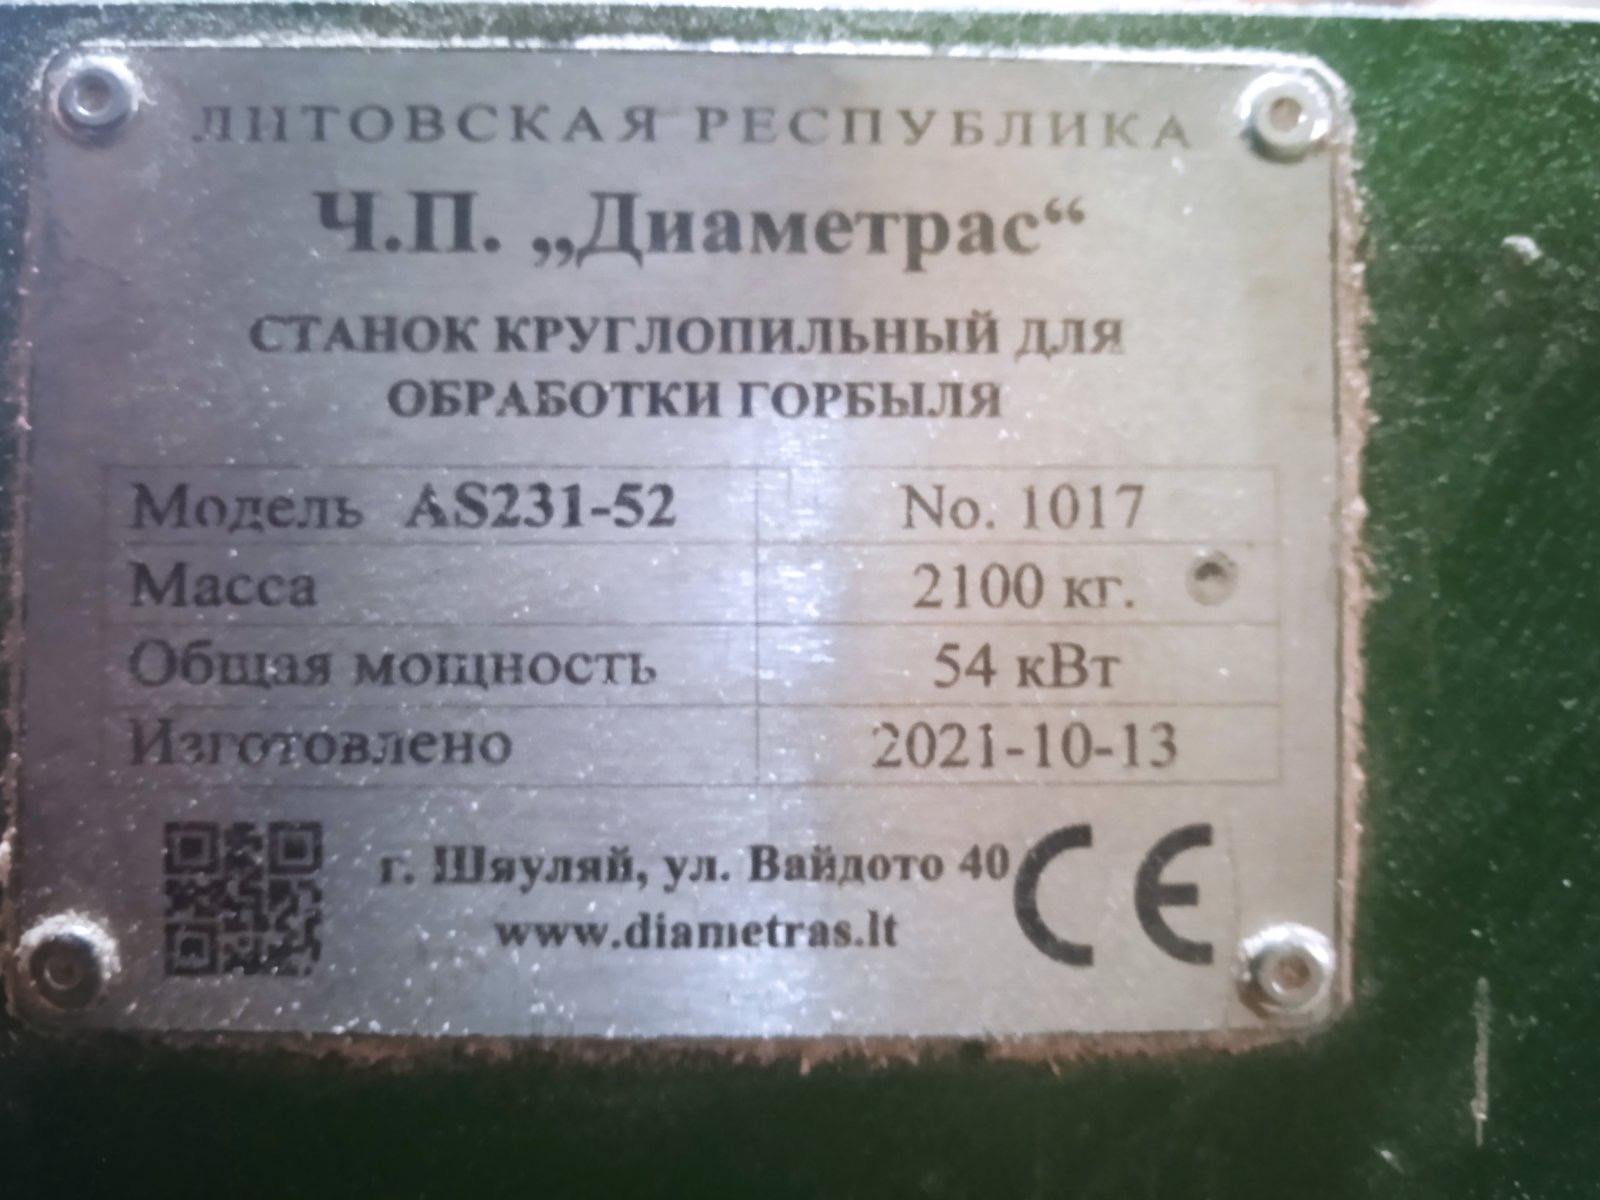 ЛИТОВСКАЯ РЕСПУБЛИКА
Ч.П. „Диаметрас“
СТАНОК КРУГЛОПИЛЬНЫЙ ДЛЯ
ОБРАБОТКИ ГОРБЫЛЯ
Модель AS231-52 No. 1017
Масса 2100 кг.
Общая мощность 54 кВт
Изготовлено 2021-10-13
г. Шяуляй, ул. Вайдото 40
www.diametras.lt
CE